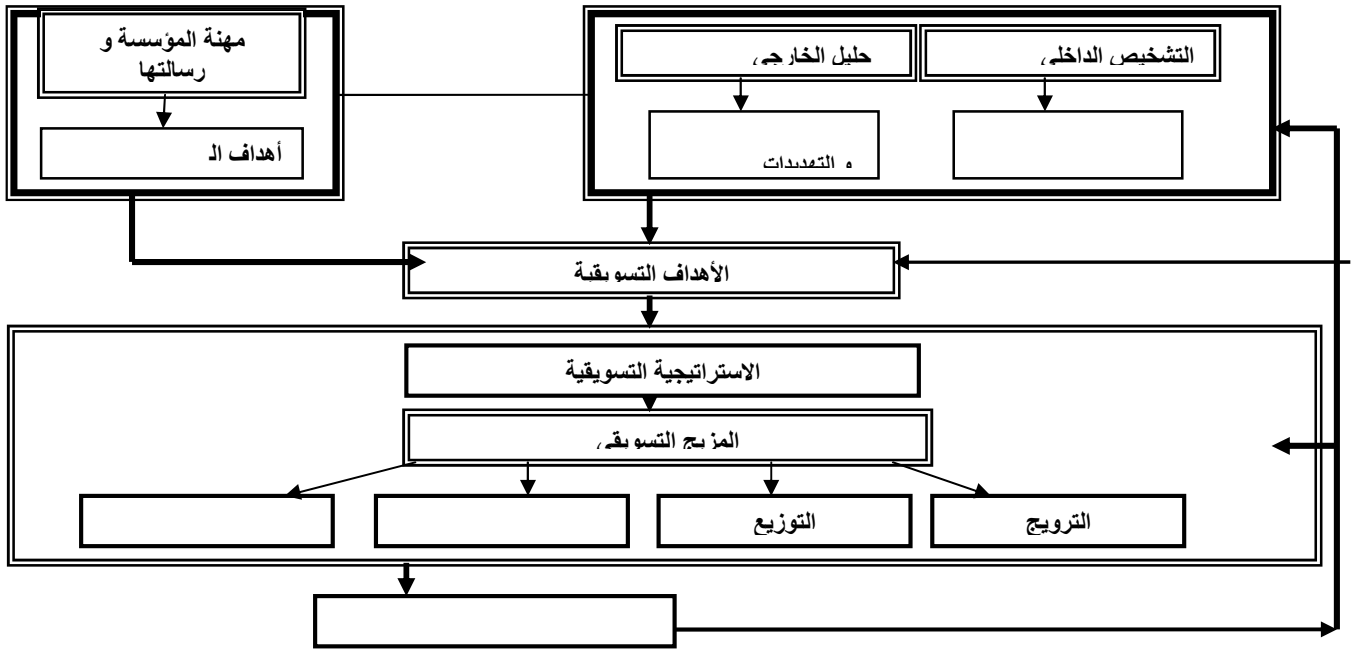 مهنة المؤسسة و
رسالتها
أهداف الـ
التشخيص الداخلي
حليل الخارجي
و التهديدات
الأهداف التسويقية
الاستراتيجية التسويقية
المزيج التسويقي
الترويج
التوزيع